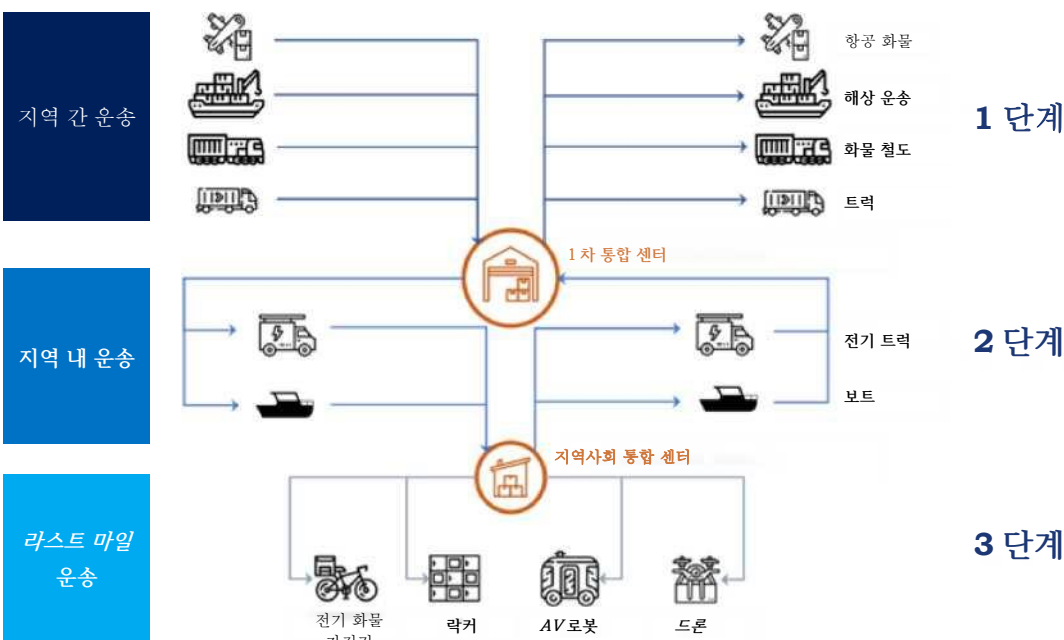 지역 간 운송
항공 화물
해상 운송
화물 철도
트럭
1 단계
1차 통합 센터
지역 내 운송
전기 트럭
보트
2 단계
지역사회 통합 센터
라스트 마일
운송
전기 화물
락커
AV 로봇
드론
3 단계